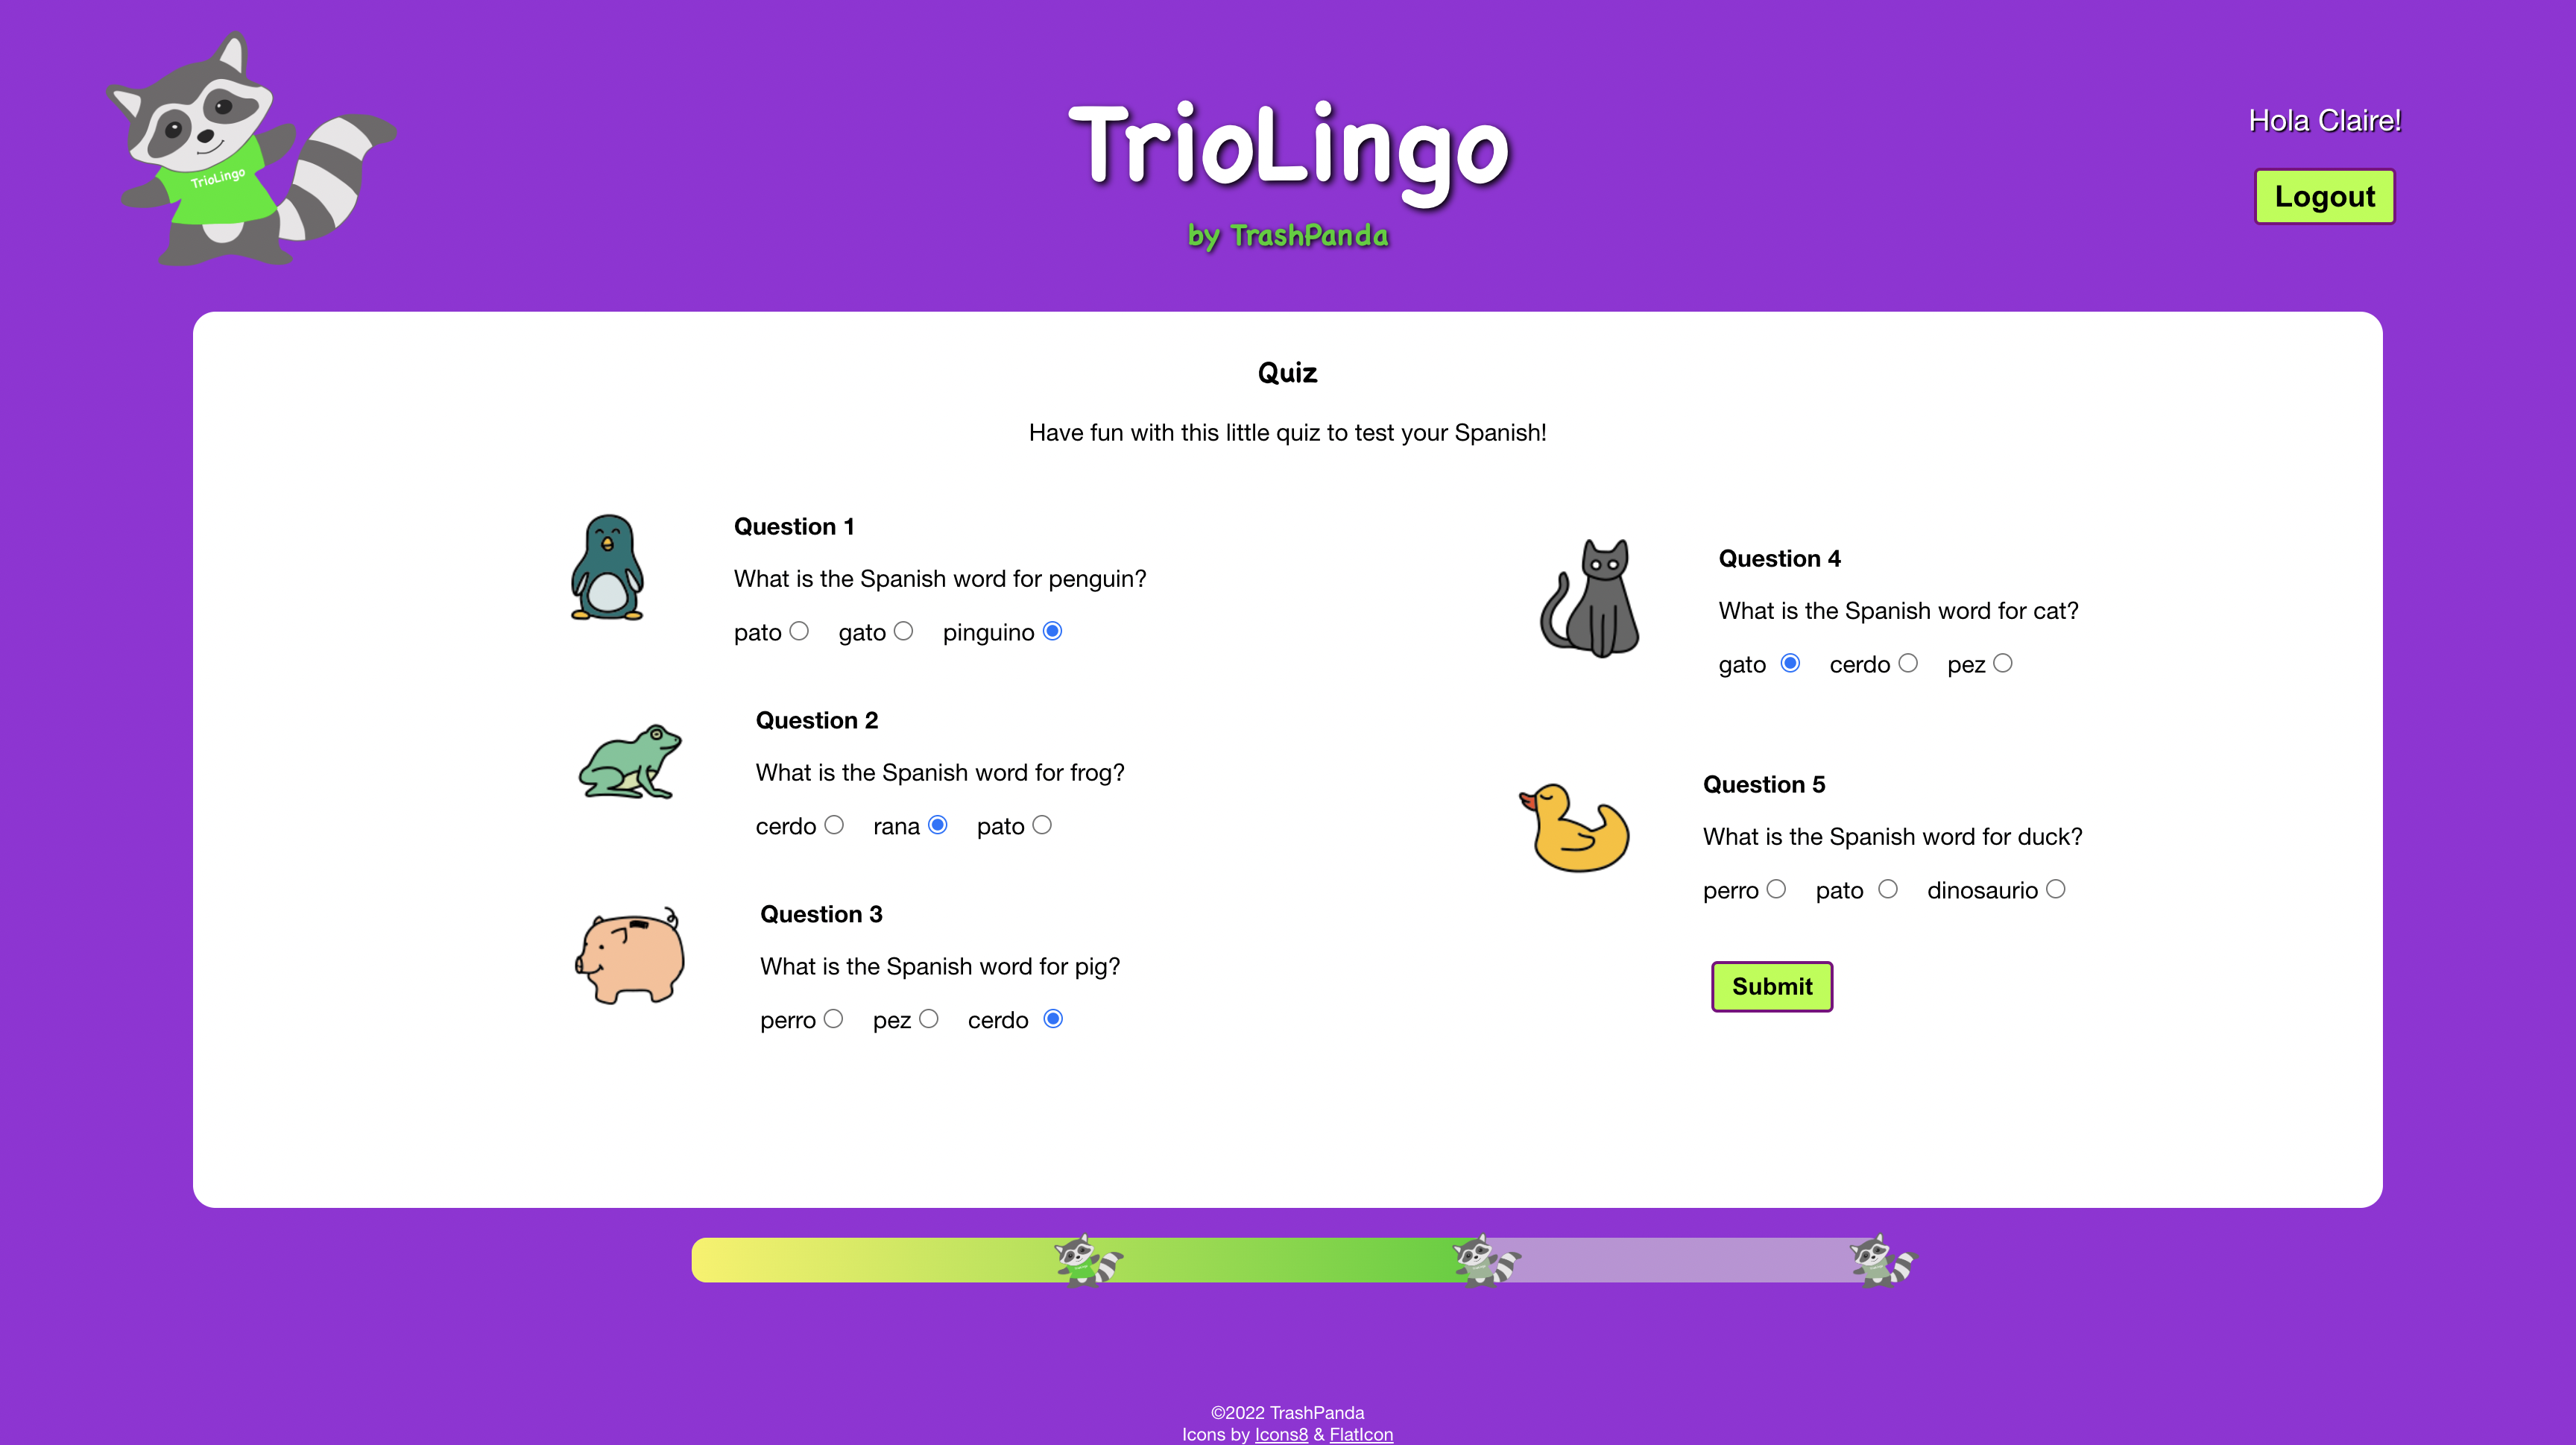 TrioLingo
TrioLingo
by TrashPanda
Hola Claire!
Logout
Quiz
Have fun with this little quiz to test your Spanish!
Question 1
What is the Spanish word for penguin?
pato gato pinguino
Question 2
What is the Spanish word for frog?
cerdo rana pato
Question 3
What is the Spanish word for pig?
perro pez cerdo
Question 4
What is the Spanish word for cat?
gato cerdo pez
Question 5
What is the Spanish word for duck?
perro pato dinosaurio
Submit
©2022 TrashPanda
Icons by Icons8 & FlatIcon